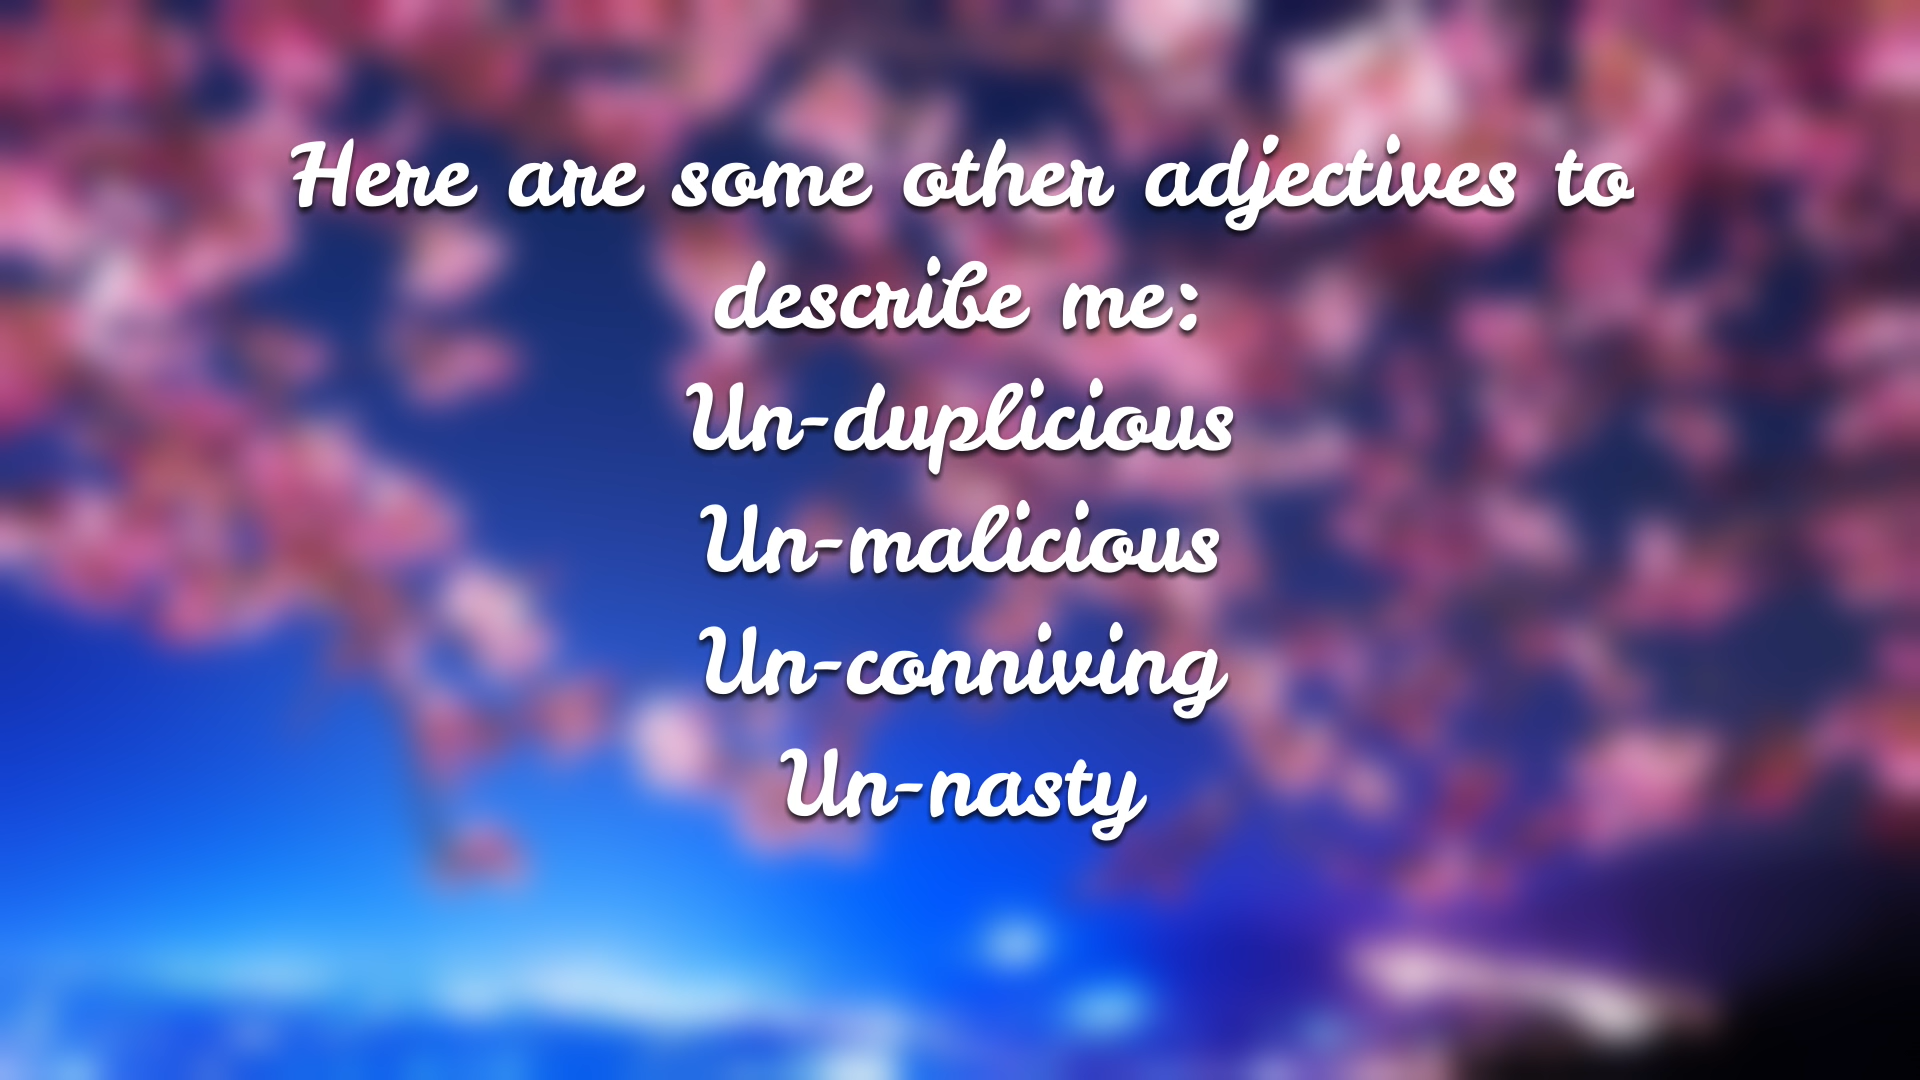 Here are some other adjectives to
describe me:
Un-duplicious
Un-malicious
Un-conniving
Un-nasty